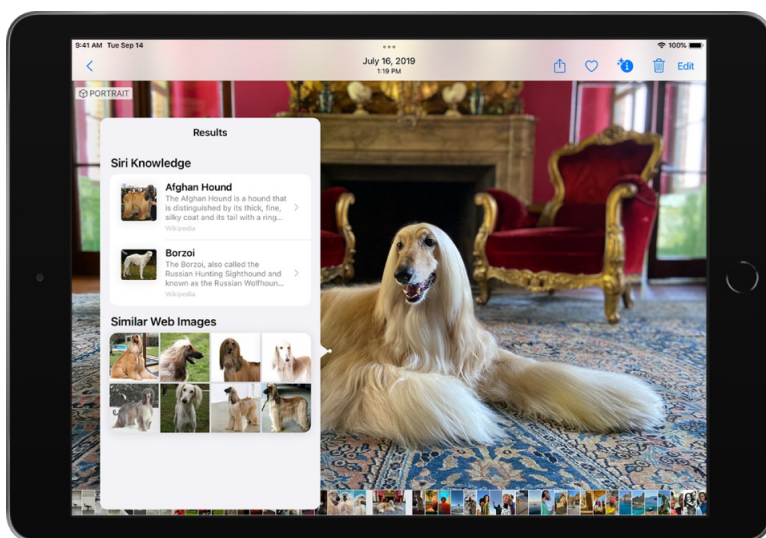 9:41 AM Tue Sep 14
100%
July 16, 2019
1:19 PM
Edit
PORTRAIT
Results
Siri Knowledge
Afghan Hound
The Afghan Hound is a hound that
is distinguished by its thick, fine,
silky coat and its tail with a ring...
Wikipedia
Borzoi
The Borzoi, also called the
Russian Hunting Sighthound and
known as the Russian Wolfhoun...
Wikipedia
Similar Web Images